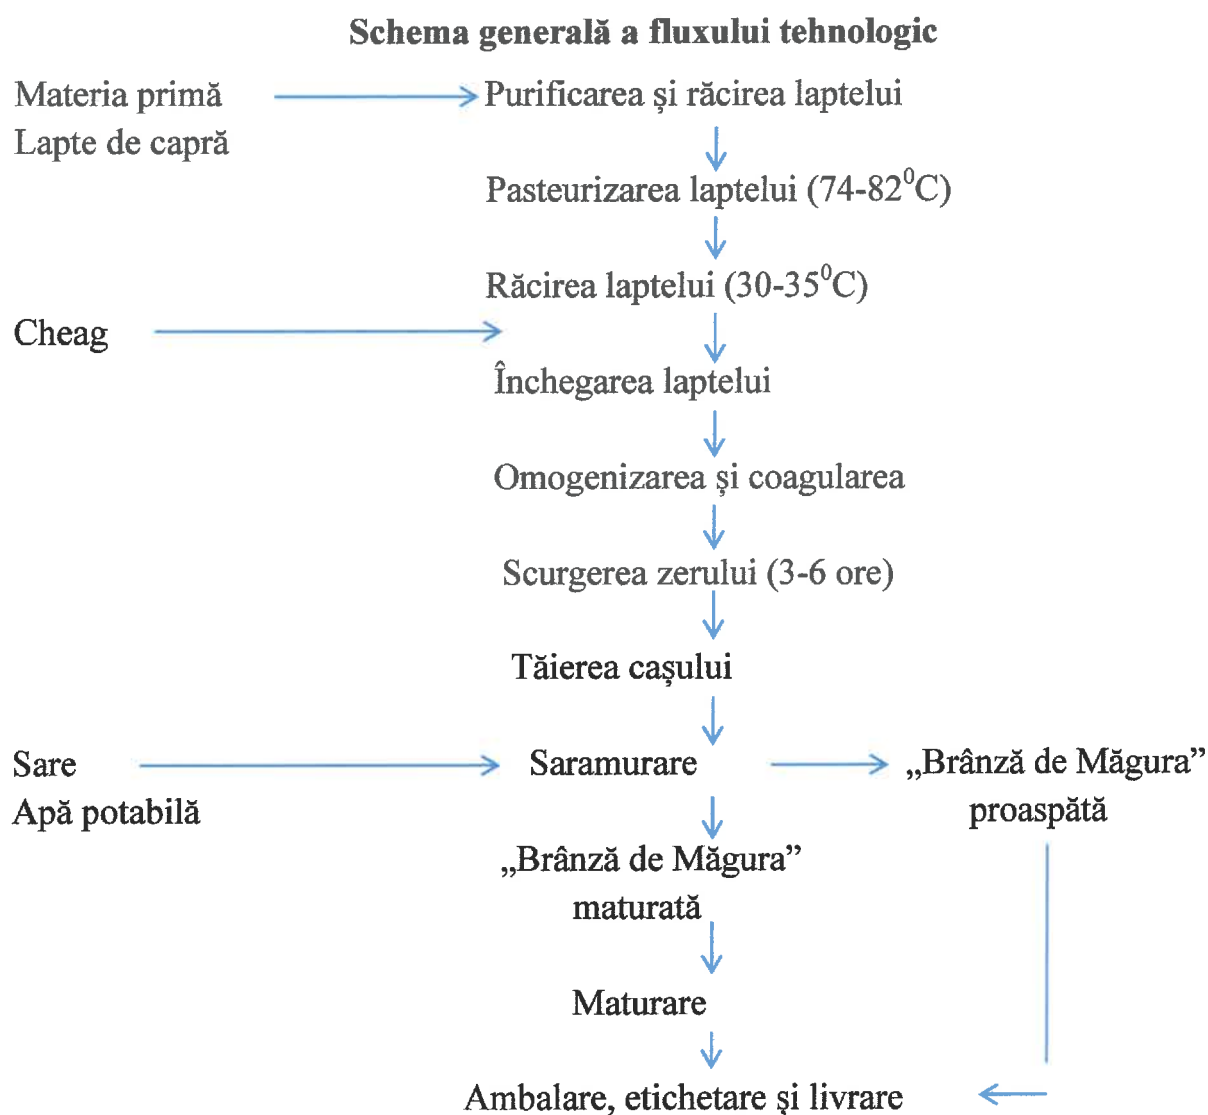 Schema generală a fluxului tehnologic
Materia primă
Lapte de capră
Purificarea și răcirea laptelui
Pasteurizarea laptelui (74-82⁰C)
Răcirea laptelui (30-35⁰C)
Cheag
Închegarea laptelui
Omogenizarea și coagularea
Scurgerea zerului (3-6 ore)
Tăierea cașului
Sare
Apă potabilă
Saramurare
„Brânză de Măgura”
proaspătă
„Brânză de Măgura”
maturată
Maturare
Ambalare, etichetare și livrare